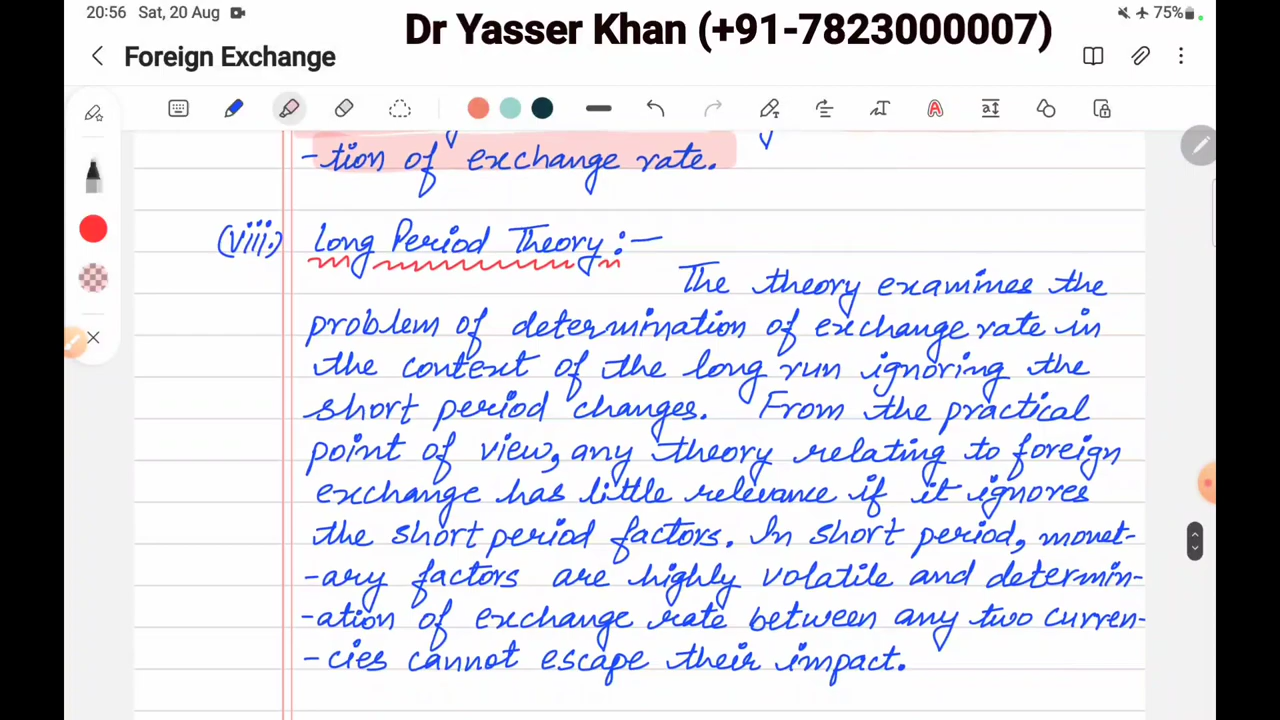 20:56 Sat, 20 Aug
75%
Dr Yasser Khan (+91-7823000007)
Foreign Exchange
-tion of exchange rate.
(viii.) Long Period Theory :-
The theory examines the
problem of determination of exchange rate in
the context of the long run ignoring the
short period changes. From the practical
point of view, any theory relating to foreign
exchange has little relevance if it ignores
the short period factors. In short period, monet-
-ary factors are highly volatile and determin-
-ation of exchange rate between any two curren-
-cies cannot escape their impact.